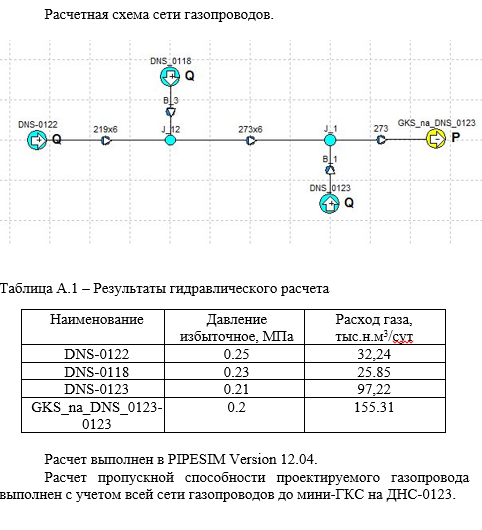 Расчетная схема сети газопроводов.
DNS_0118
Q
B_3
DNS-0122
Q
219x6
J_12
273x6
J_1
273
GKS_na_DNS_0123
P
B_1
DNS_0123
Q
Таблица А.1 – Результаты гидравлического расчета
Наименование Давление избыточное, МПа Расход газа, тыс.н.м³/сут
DNS-0122 0.25 32,24
DNS-0118 0.23 25.85
DNS-0123 0.21 97,22
GKS_na_DNS_0123- 0.2 155.31
0123
Расчет выполнен в PIPESIM Version 12.04.
Расчет пропускной способности проектируемого газопровода
выполнен с учетом всей сети газопроводов до мини-ГКС на ДНС-0123.